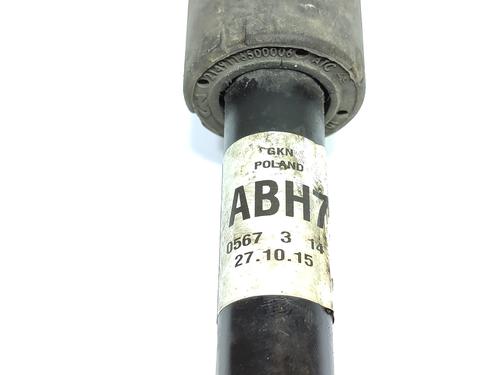 GKN
POLAND
ABH7
0567 3 14
27.10.15